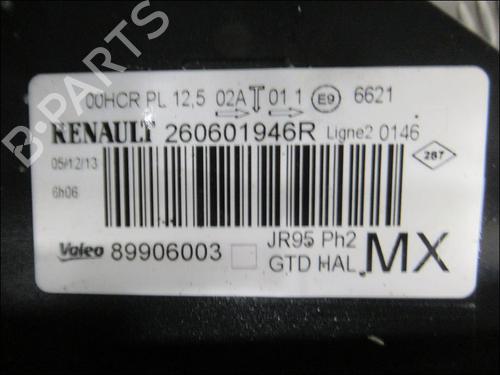 B-PARTS
00HCR PL 12,5 02A 01 1 E9 6621
RENAULT 260601946R Ligne2 0146
05/12/13
287
6h06
Valeo 89906003 JR95 Ph2
GTD HAL MX